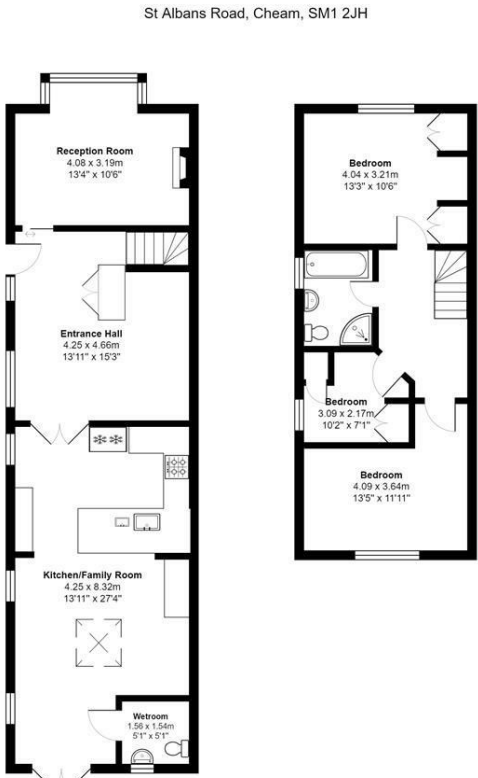 St Albans Road, Cheam, SM1 2JH
Reception Room
4.08 x 3.19m
13'4" x 10'6"
Entrance Hall
4.25 x 4.66m
13'11" x 15'3"
Kitchen/Family Room
4.25 x 8.32m
13'11" x 27'4"
Wetroom
1.56 x 1.54m
5'1" x 5'1"
Bedroom
4.04 x 3.21m
13'3" x 10'6"
Bedroom
3.09 x 2.17m
10'2" x 7'1"
Bedroom
4.09 x 3.64m
13'5" x 11'11"